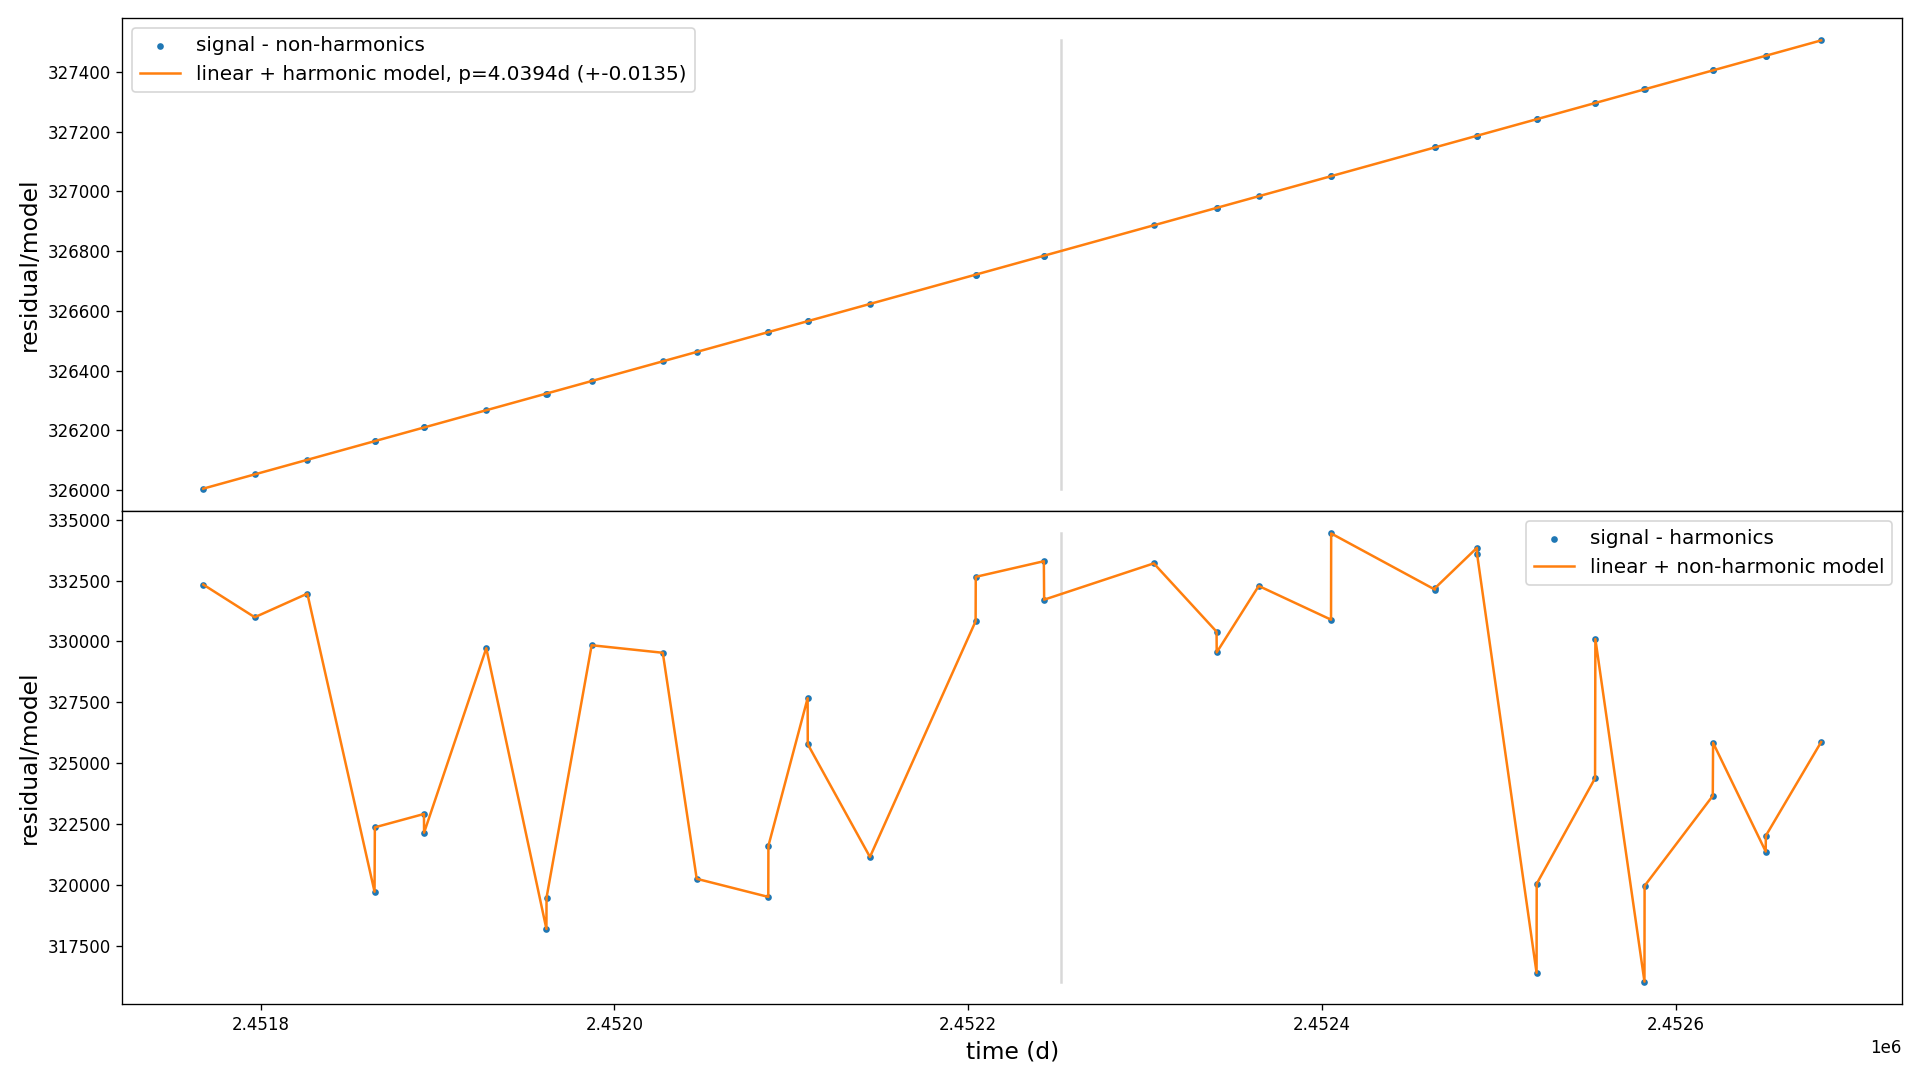 signal - non-harmonics
linear + harmonic model, p=4.0394d (+-0.0135)
327400
327200
327000
326800
326600
326400
326200
326000
residual/model
signal - harmonics
linear + non-harmonic model
335000
332500
330000
327500
325000
322500
320000
317500
residual/model
2.4518
2.4520
2.4522
2.4524
2.4526
1e6
time (d)